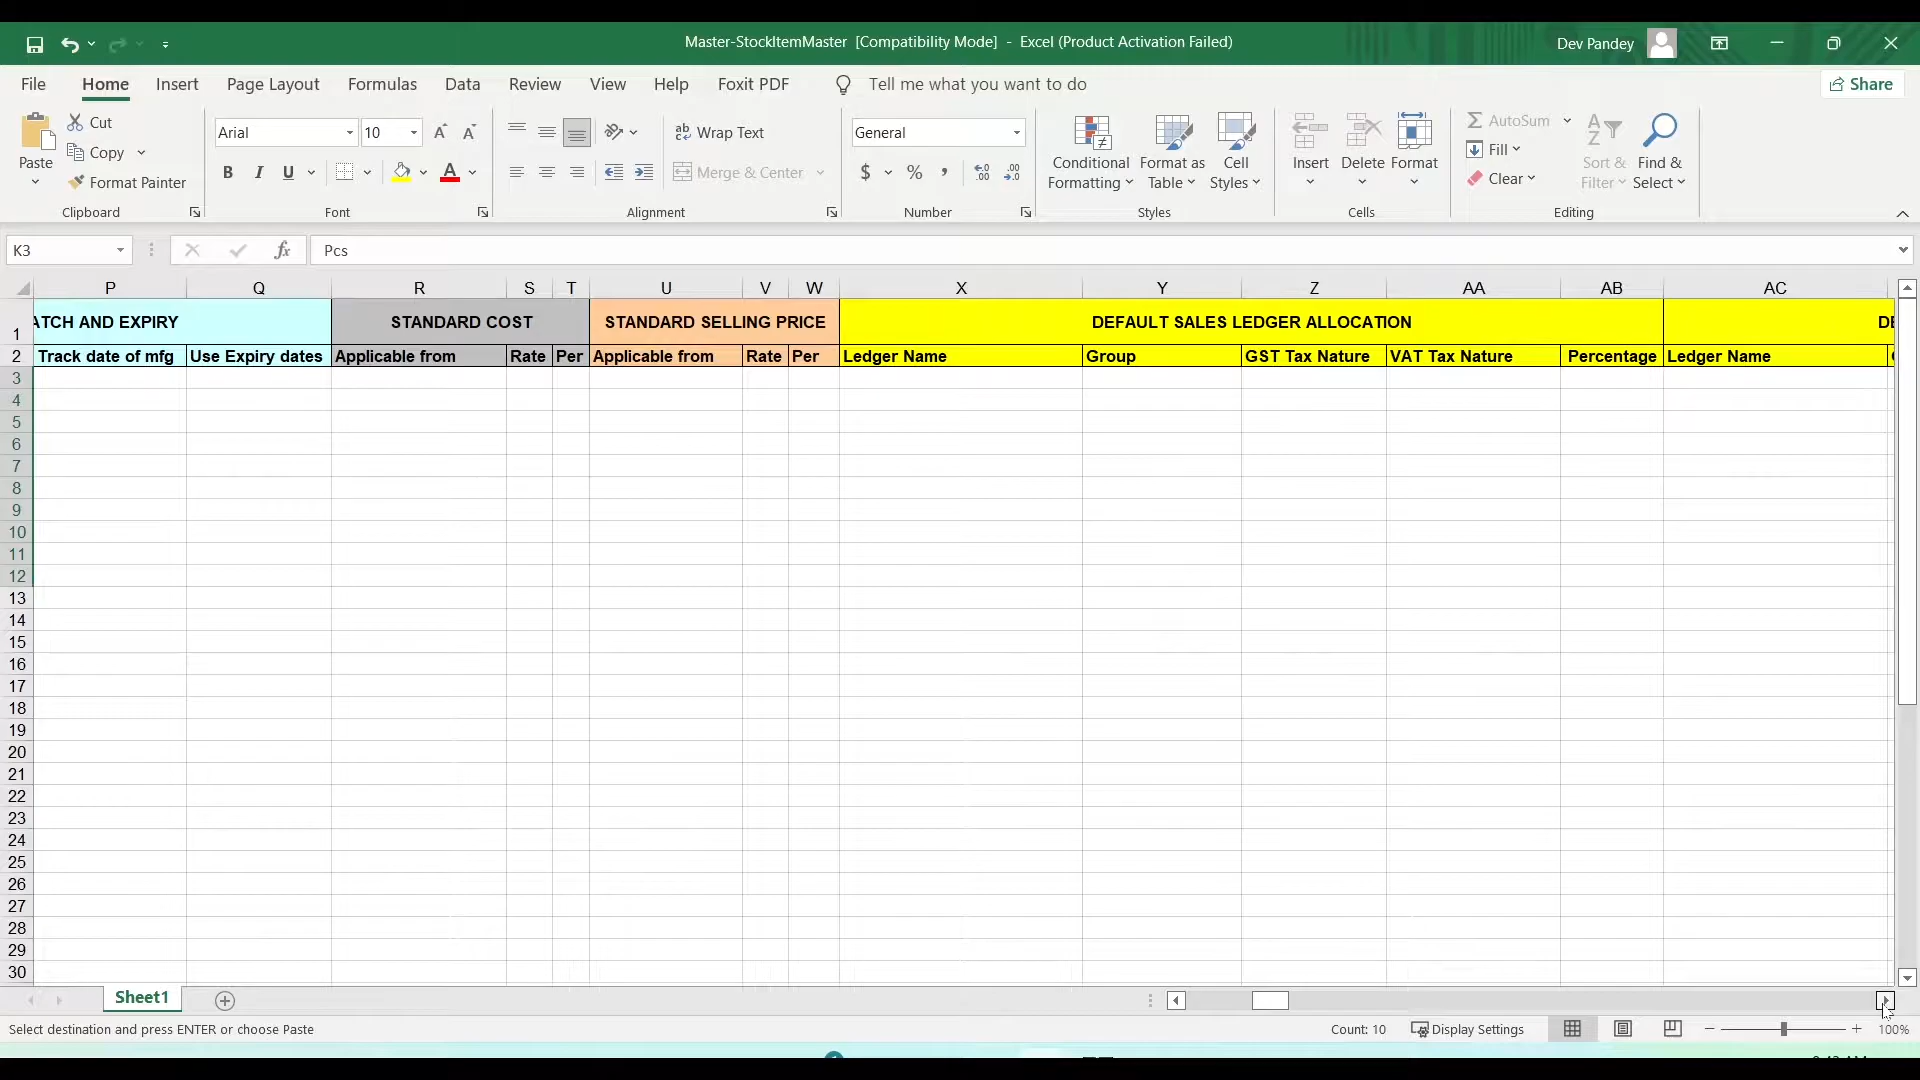 Master-StockItemMaster  [Compatibility Mode]  -  Excel (Product Activation Failed)
Dev Pandey
File Home Insert Page Layout Formulas Data Review View Help Foxit PDF Tell me what you want to do Share
Paste
Cut
Copy
Format Painter
Clipboard
Arial 10
B I U
Font
Wrap Text
Merge & Center
Alignment
General
$ % ,
Number
Conditional Formatting
Format as Table
Cell Styles
Styles
Insert Delete Format
Cells
AutoSum
Fill
Clear
Sort & Filter
Find & Select
Editing
K3 fx Pcs
P Q R S T U V W X Y Z AA AB AC
1 ATCH AND EXPIRY STANDARD COST STANDARD SELLING PRICE DEFAULT SALES LEDGER ALLOCATION DE
2 Track date of mfg Use Expiry dates Applicable from Rate Per Applicable from Rate Per Ledger Name Group GST Tax Nature VAT Tax Nature Percentage Ledger Name
3
4
5
6
7
8
9
10
11
12
13
14
15
16
17
18
19
20
21
22
23
24
25
26
27
28
29
30
Sheet1
Select destination and press ENTER or choose Paste Count: 10 Display Settings 100%